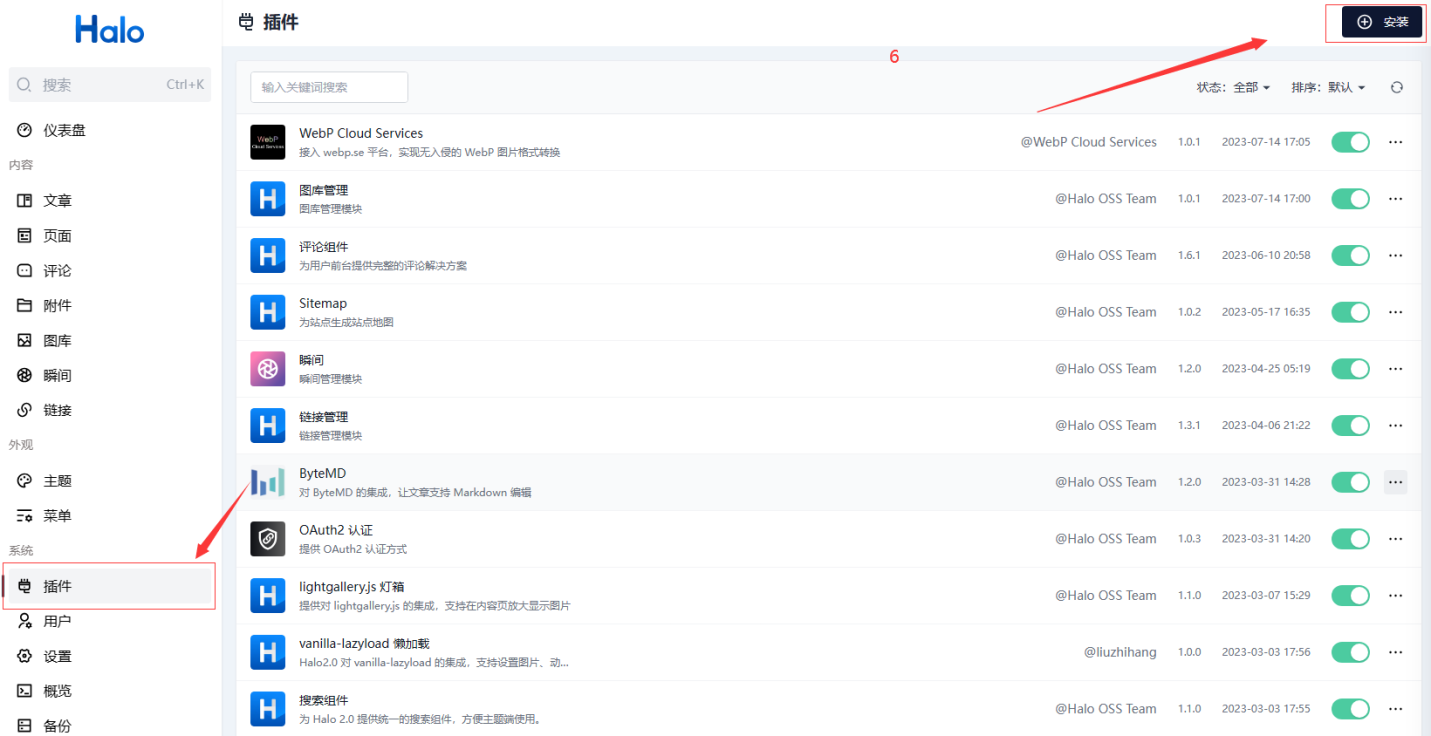 Halo
搜索 Ctrl+K
仪表盘
内容
文章
页面
评论
附件
图库
瞬间
链接
外观
主题
菜单
系统
插件
用户
设置
概览
备份
插件
安装
6
输入关键词搜索
状态: 全部 排序: 默认
WebP Cloud Services
WebP Cloud Services
接入 webp.se 平台，实现无入侵的 WebP 图片格式转换
@WebP Cloud Services 1.0.1 2023-07-14 17:05
图库管理
图库管理模块
@Halo OSS Team 1.0.1 2023-07-14 17:00
评论组件
为用户前台提供完整的评论解决方案
@Halo OSS Team 1.6.1 2023-06-10 20:58
Sitemap
为站点生成站点地图
@Halo OSS Team 1.0.2 2023-05-17 16:35
瞬间
瞬间管理模块
@Halo OSS Team 1.2.0 2023-04-25 05:19
链接管理
链接管理模块
@Halo OSS Team 1.3.1 2023-04-06 21:22
ByteMD
对 ByteMD 的集成，让文章支持 Markdown 编辑
@Halo OSS Team 1.2.0 2023-03-31 14:28
OAuth2 认证
提供 OAuth2 认证方式
@Halo OSS Team 1.0.3 2023-03-31 14:20
lightgallery.js 灯箱
提供对 lightgallery.js 的集成，支持在内容页放大显示图片
@Halo OSS Team 1.1.0 2023-03-07 15:29
vanilla-lazyload 懒加载
Halo2.0 对 vanilla-lazyload 的集成，支持设置图片、动...
@liuzhihang 1.0.0 2023-03-03 17:56
搜索组件
为 Halo 2.0 提供统一的搜索组件，方便主题端使用。
@Halo OSS Team 1.1.0 2023-03-03 17:55